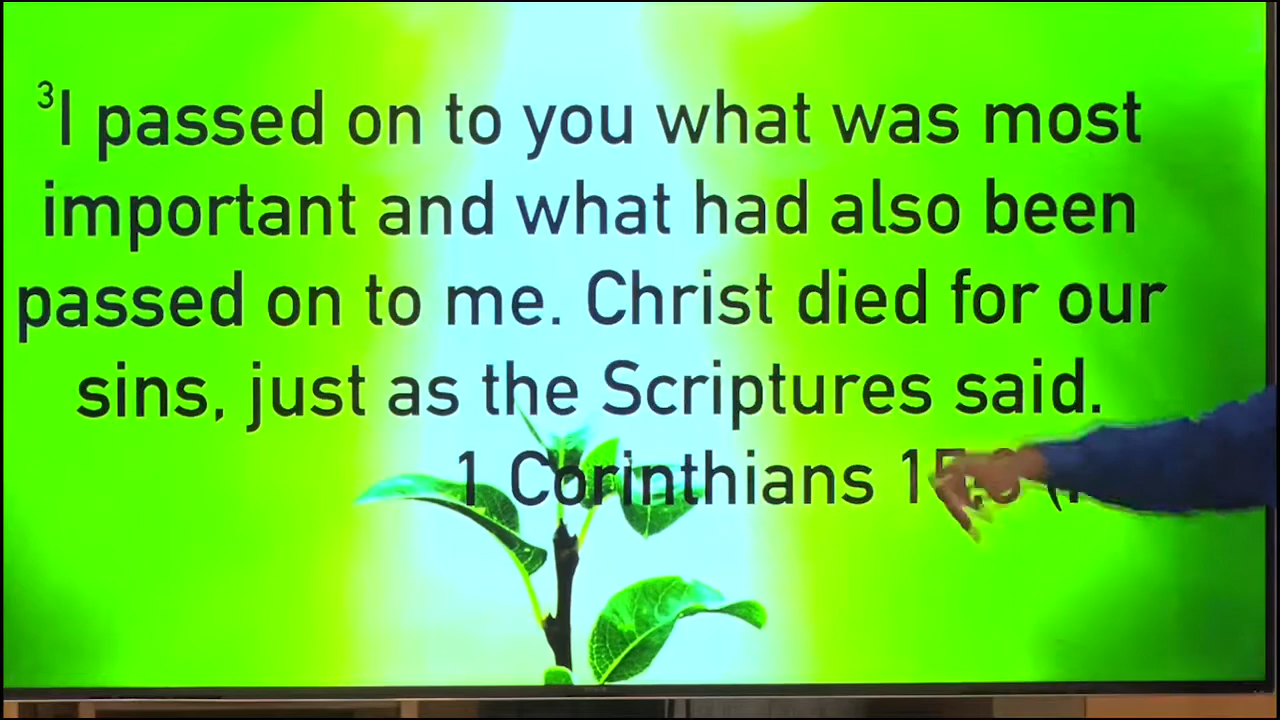 ³I passed on to you what was most
important and what had also been
passed on to me. Christ died for our
sins, just as the Scriptures said.
1 Corinthians